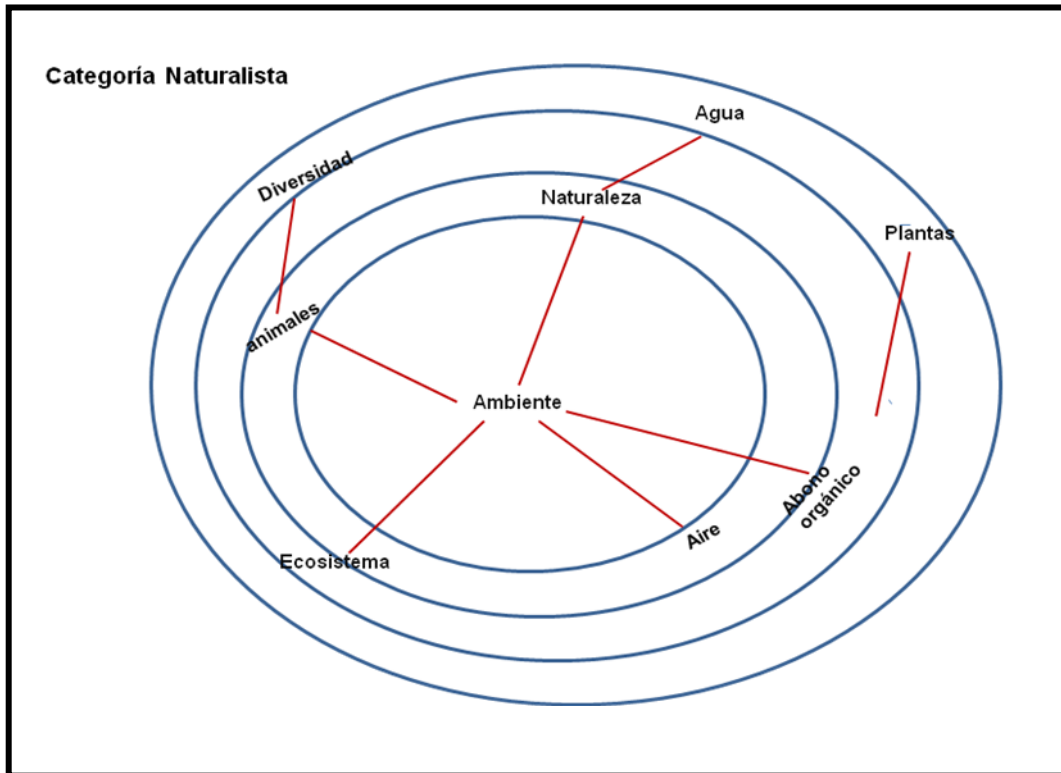 Categoría Naturalista
Agua
Diversidad
Naturaleza
Plantas
animales
Ambiente
Abono
orgánico
Aire
Ecosistema